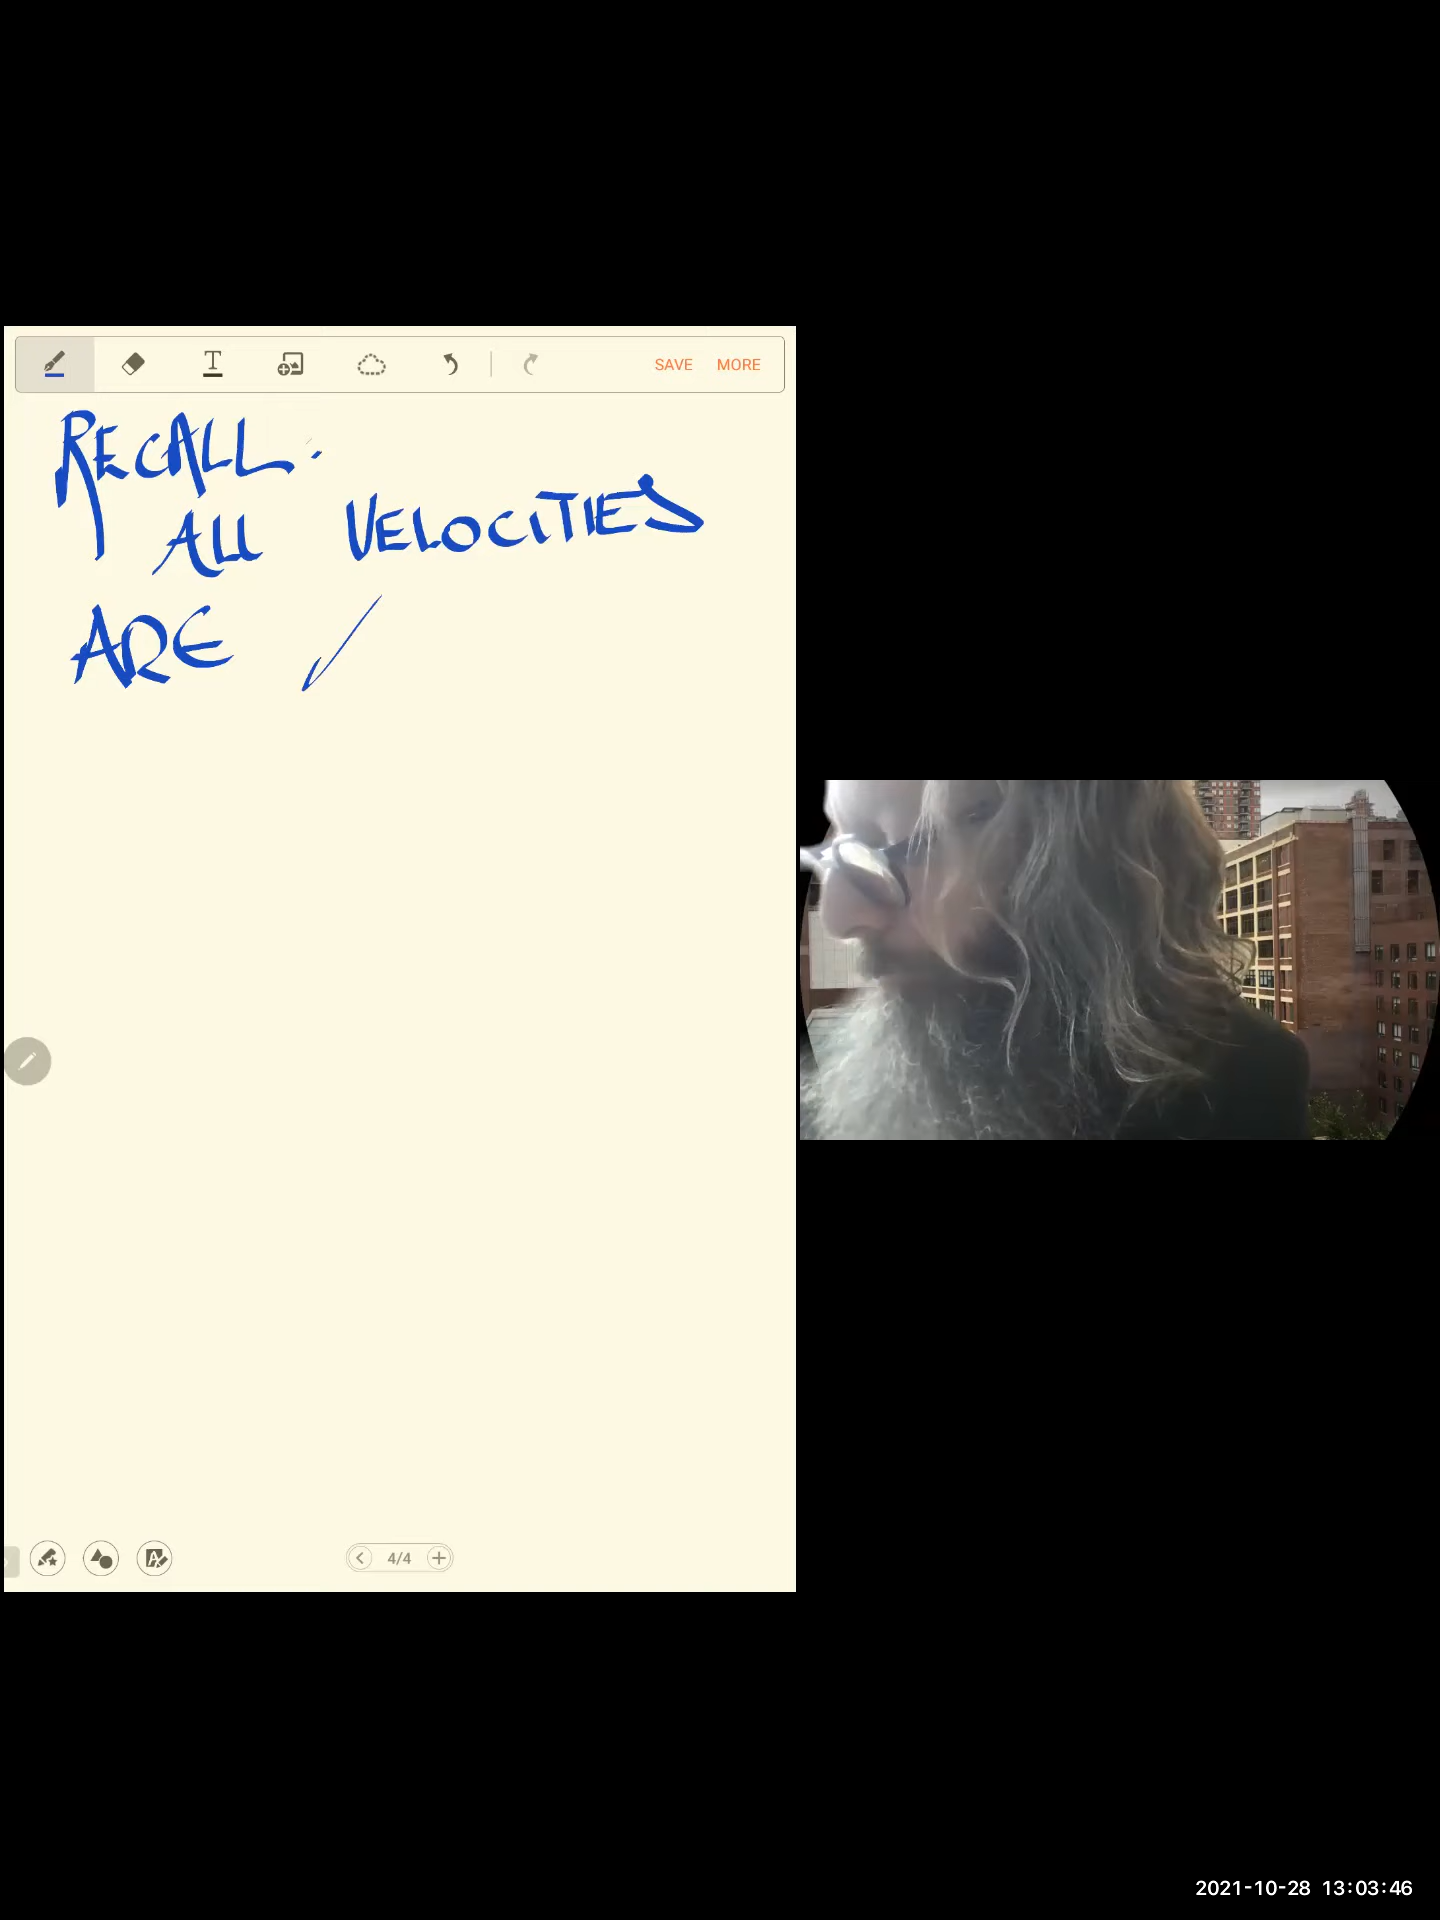 T SAVE MORE
RECALL:
ALL VELOCITIES
ARE
4/4
2021-10-28 13:03:46